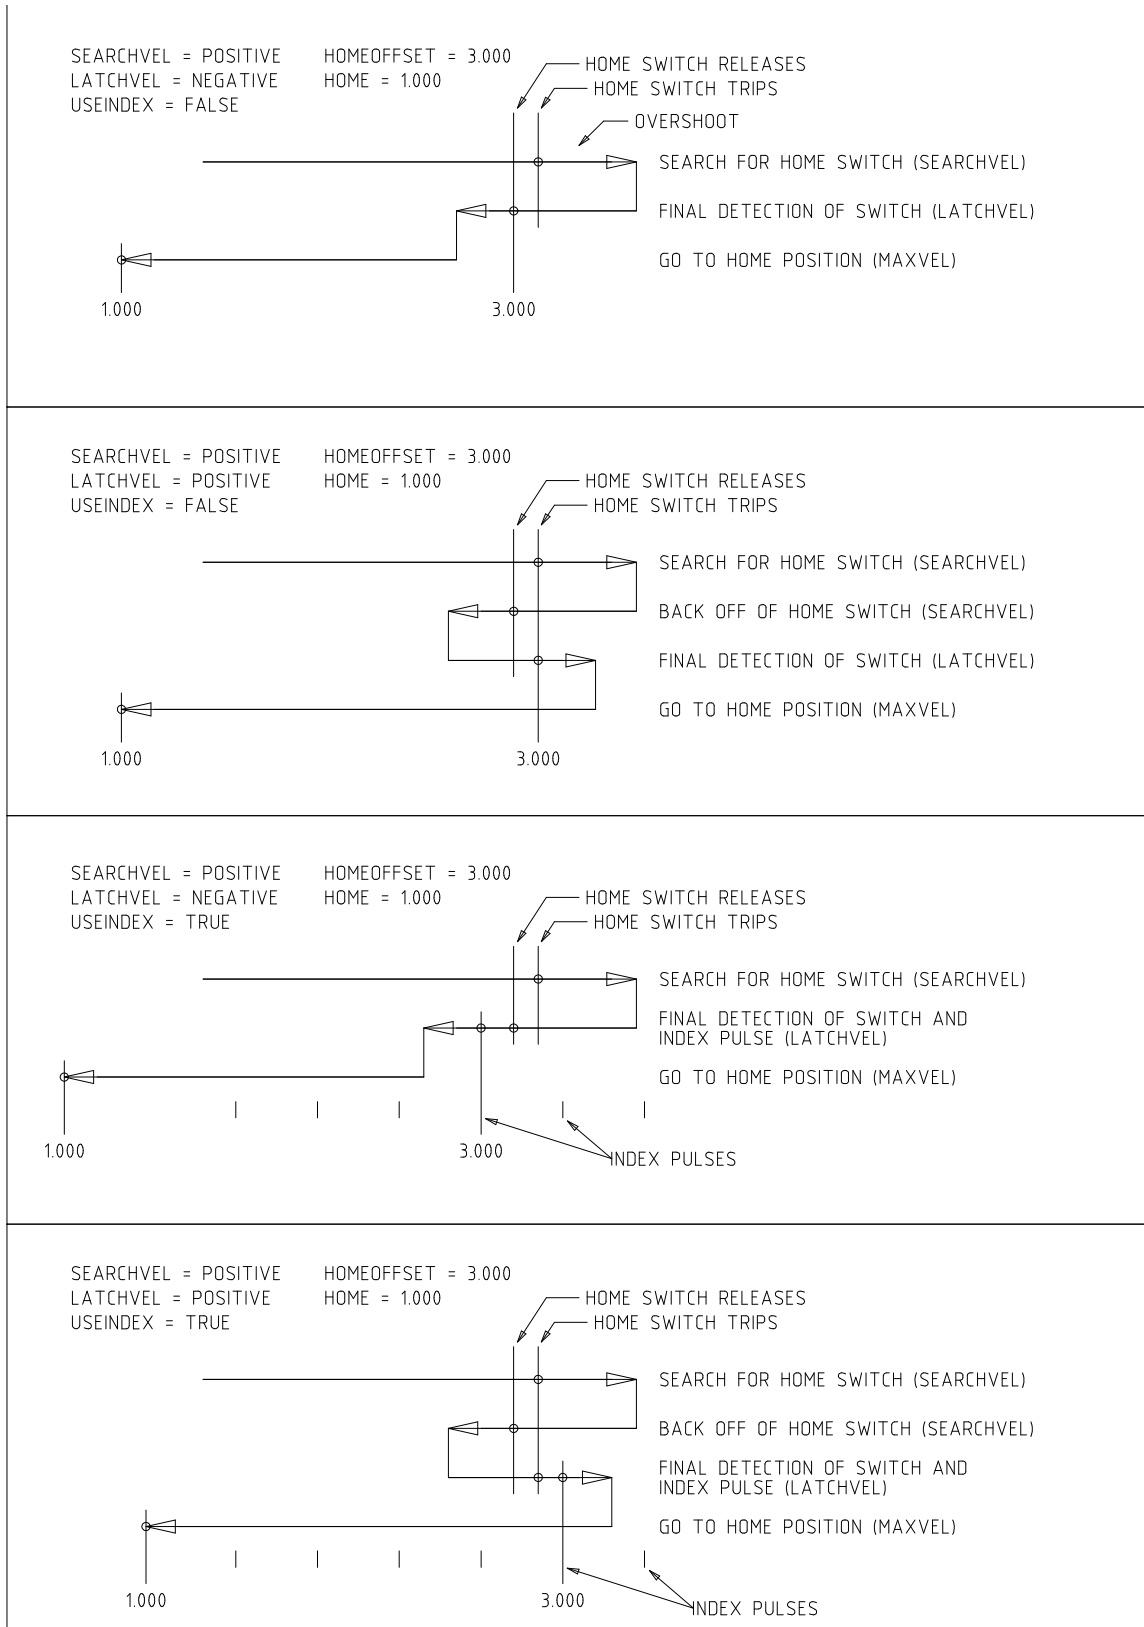 SEARCHVEL = POSITIVE HOMEOFFSET = 3.000
LATCHVEL = NEGATIVE HOME = 1.000
USEINDEX = FALSE
HOME SWITCH RELEASES
HOME SWITCH TRIPS
OVERSHOOT
SEARCH FOR HOME SWITCH (SEARCHVEL)
FINAL DETECTION OF SWITCH (LATCHVEL)
GO TO HOME POSITION (MAXVEL)
1.000 3.000
SEARCHVEL = POSITIVE HOMEOFFSET = 3.000
LATCHVEL = POSITIVE HOME = 1.000
USEINDEX = FALSE
HOME SWITCH RELEASES
HOME SWITCH TRIPS
SEARCH FOR HOME SWITCH (SEARCHVEL)
BACK OFF OF HOME SWITCH (SEARCHVEL)
FINAL DETECTION OF SWITCH (LATCHVEL)
GO TO HOME POSITION (MAXVEL)
1.000 3.000
SEARCHVEL = POSITIVE HOMEOFFSET = 3.000
LATCHVEL = NEGATIVE HOME = 1.000
USEINDEX = TRUE
HOME SWITCH RELEASES
HOME SWITCH TRIPS
SEARCH FOR HOME SWITCH (SEARCHVEL)
FINAL DETECTION OF SWITCH AND
INDEX PULSE (LATCHVEL)
GO TO HOME POSITION (MAXVEL)
1.000 3.000
INDEX PULSES
SEARCHVEL = POSITIVE HOMEOFFSET = 3.000
LATCHVEL = POSITIVE HOME = 1.000
USEINDEX = TRUE
HOME SWITCH RELEASES
HOME SWITCH TRIPS
SEARCH FOR HOME SWITCH (SEARCHVEL)
BACK OFF OF HOME SWITCH (SEARCHVEL)
FINAL DETECTION OF SWITCH AND
INDEX PULSE (LATCHVEL)
GO TO HOME POSITION (MAXVEL)
1.000 3.000
INDEX PULSES